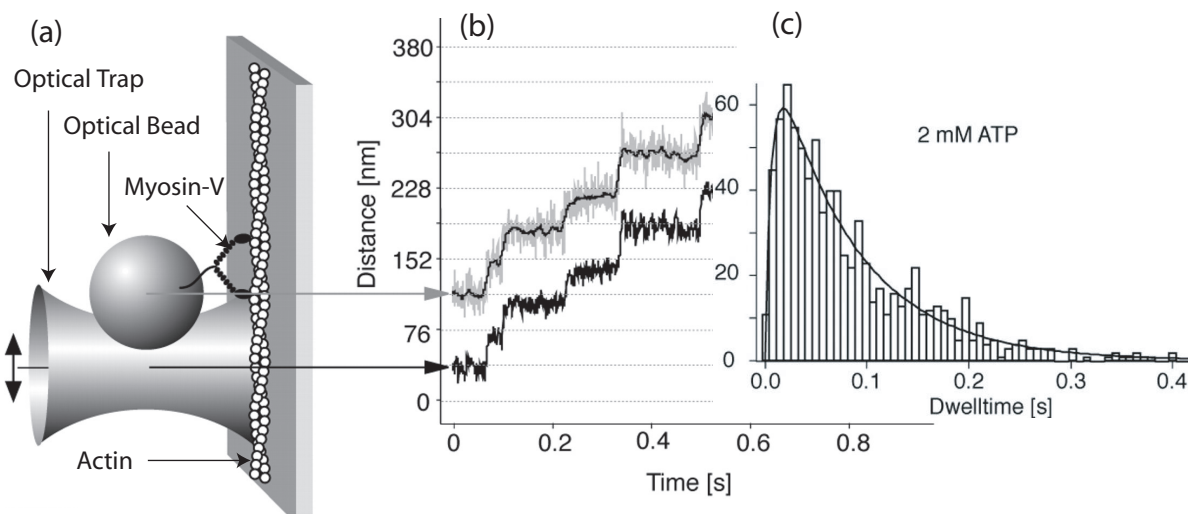 (a)
Optical Trap
Optical Bead
Myosin-V
Actin
(b)
Distance [nm]
380
304
228
152
76
0
0
0.2
0.4
0.6
0.8
Time [s]
(c)
60
40
20
0
2 mM ATP
0.0
0.1
0.2
0.3
0.4
Dwelltime [s]